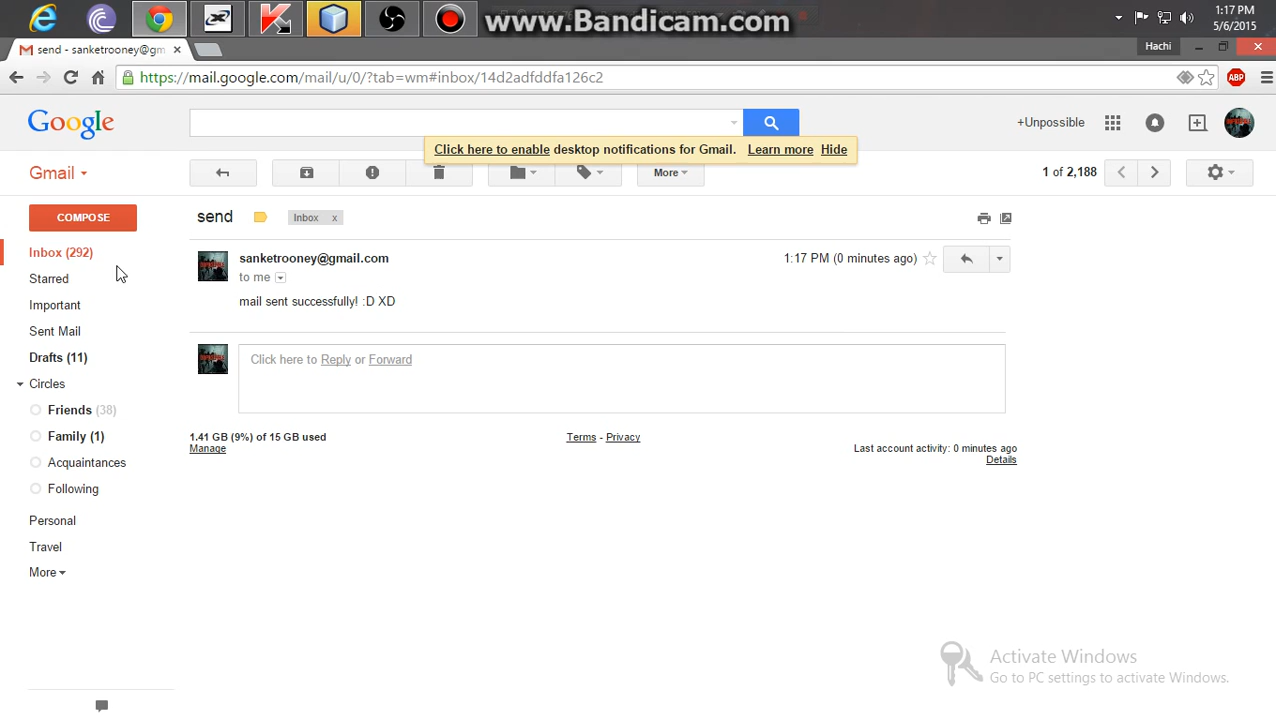 www.Bandicam.com
1:17 PM
5/6/2015
send - sanketrooney@gm
Hachi
https://mail.google.com/mail/u/0/?tab=wm#inbox/14d2adfddfa126c2
ABP
Google
+Unpossible
Click here to enable desktop notifications for Gmail. Learn more Hide
Gmail
More
1 of 2,188
COMPOSE
send
Inbox x
Inbox (292)
sanketrooney@gmail.com
1:17 PM (0 minutes ago)
to me
Starred
mail sent successfully! :D XD
Important
Sent Mail
Drafts (11)
Click here to Reply or Forward
Circles
Friends (38)
Family (1)
1.41 GB (9%) of 15 GB used
Manage
Terms - Privacy
Last account activity: 0 minutes ago
Details
Acquaintances
Following
Personal
Travel
More
Activate Windows
Go to PC settings to activate Windows.